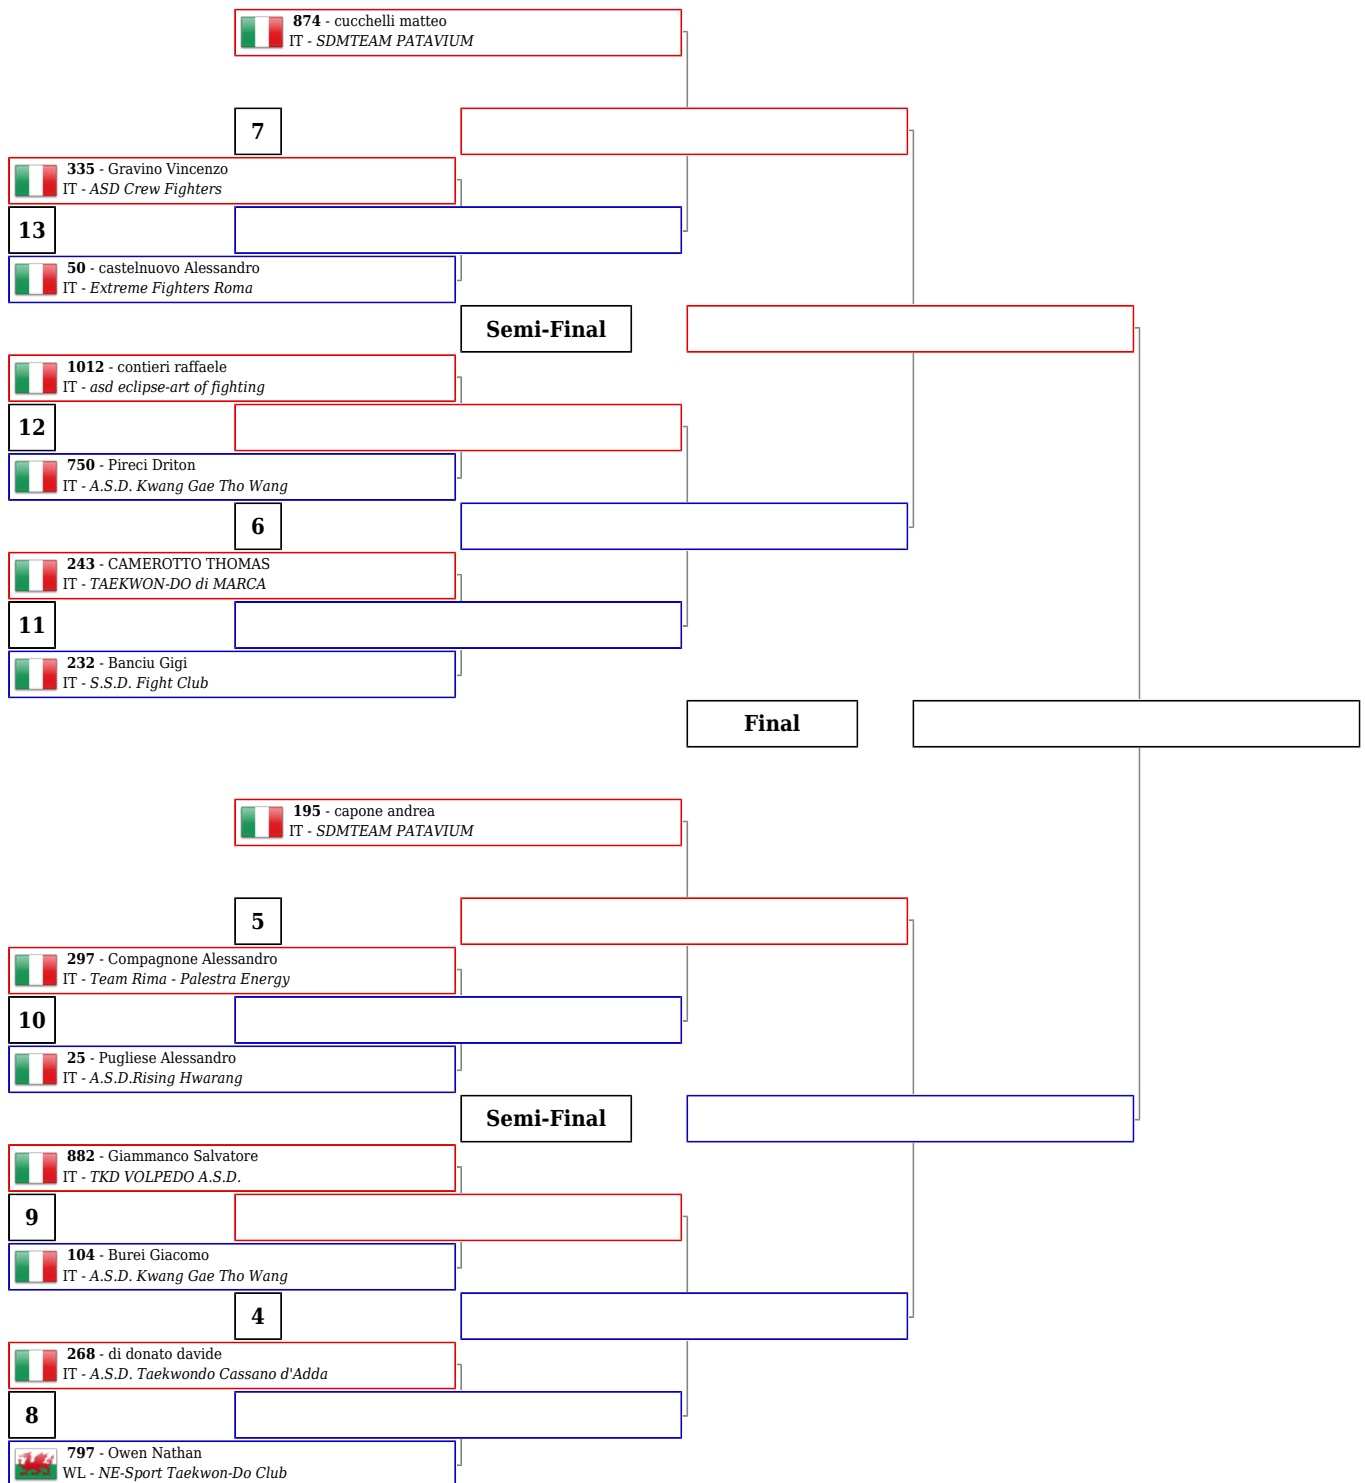 874 - cucchelli matteo
IT - SDMTEAM PATAVIUM
7
335 - Gravino Vincenzo
IT - ASD Crew Fighters
13
50 - castelnuovo Alessandro
IT - Extreme Fighters Roma
Semi-Final
1012 - contieri raffaele
IT - asd eclipse-art of fighting
12
750 - Pireci Driton
IT - A.S.D. Kwang Gae Tho Wang
6
243 - CAMEROTTO THOMAS
IT - TAEKWON-DO di MARCA
11
232 - Banciu Gigi
IT - S.S.D. Fight Club
Final
195 - capone andrea
IT - SDMTEAM PATAVIUM
5
297 - Compagnone Alessandro
IT - Team Rima - Palestra Energy
10
25 - Pugliese Alessandro
IT - A.S.D.Rising Hwarang
Semi-Final
882 - Giammanco Salvatore
IT - TKD VOLPEDO A.S.D.
9
104 - Burei Giacomo
IT - A.S.D. Kwang Gae Tho Wang
4
268 - di donato davide
IT - A.S.D. Taekwondo Cassano d'Adda
8
797 - Owen Nathan
WL - NE-Sport Taekwon-Do Club